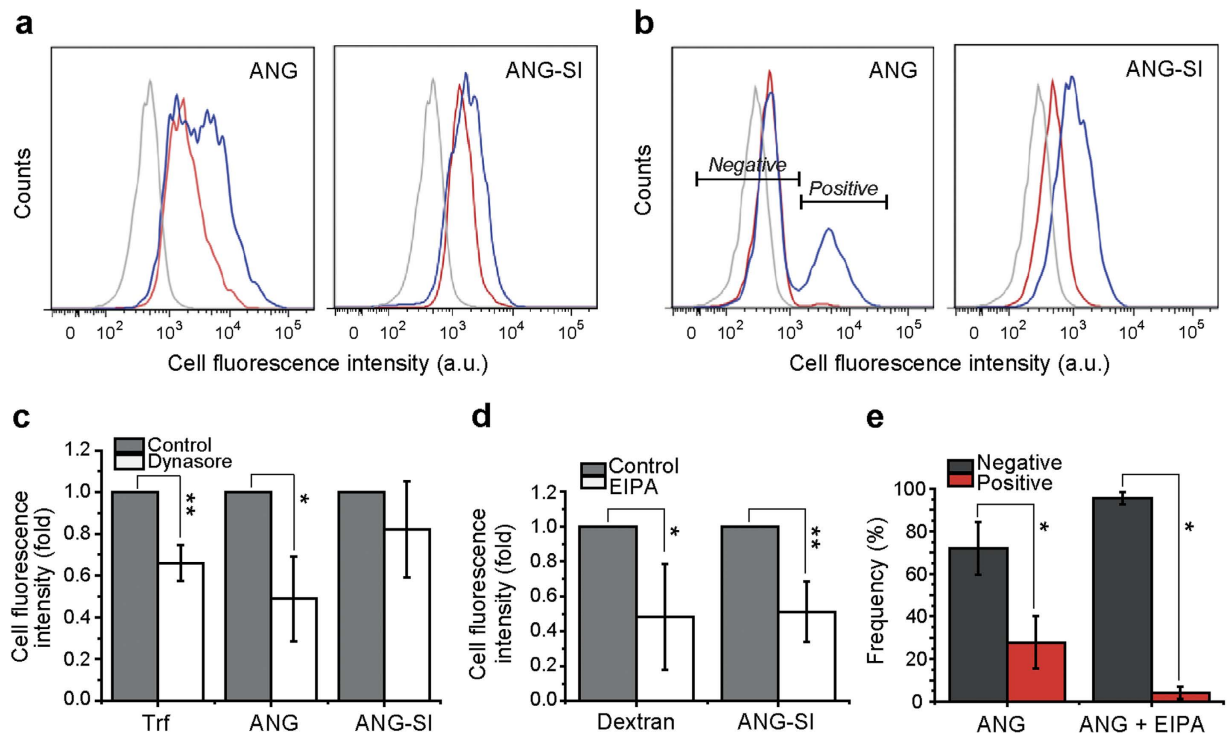 a
ANG
ANG-SI
Counts
0 10² 10³ 10⁴ 10⁵
0 10² 10³ 10⁴ 10⁵
Cell fluorescence intensity (a.u.)
b
ANG
ANG-SI
Negative
Positive
Counts
0 10² 10³ 10⁴ 10⁵
0 10² 10³ 10⁴ 10⁵
Cell fluorescence intensity (a.u.)
c
Control
Dynasore
Cell fluorescence
intensity (fold)
1.2
1.0
0.8
0.6
0.4
0.2
0.0
**
*
Trf ANG ANG-SI
d
Control
EIPA
Cell fluorescence
intensity (fold)
1.2
1.0
0.8
0.6
0.4
0.2
0.0
*
**
Dextran ANG-SI
e
Negative
Positive
Frequency (%)
100
80
60
40
20
0
*
*
ANG ANG + EIPA